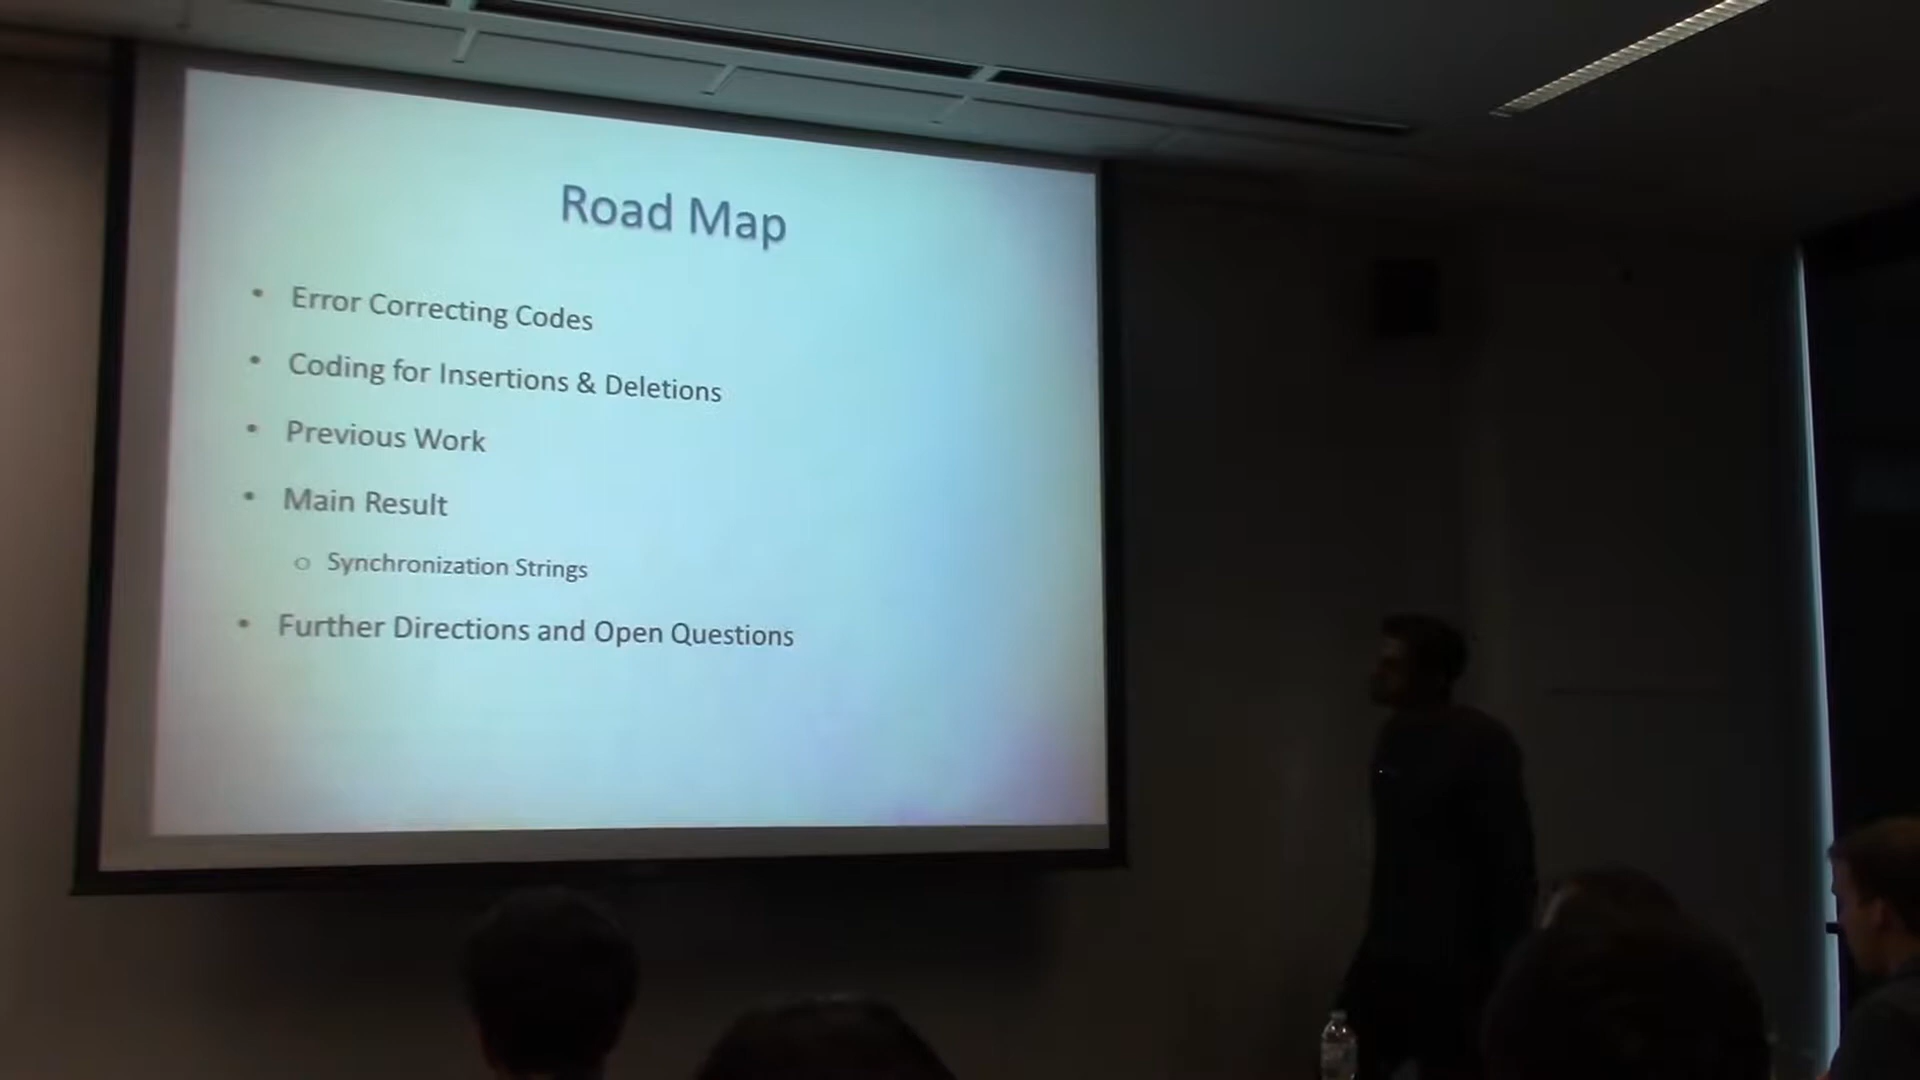 Road Map
• Error Correcting Codes
• Coding for Insertions & Deletions
• Previous Work
• Main Result
o Synchronization Strings
• Further Directions and Open Questions